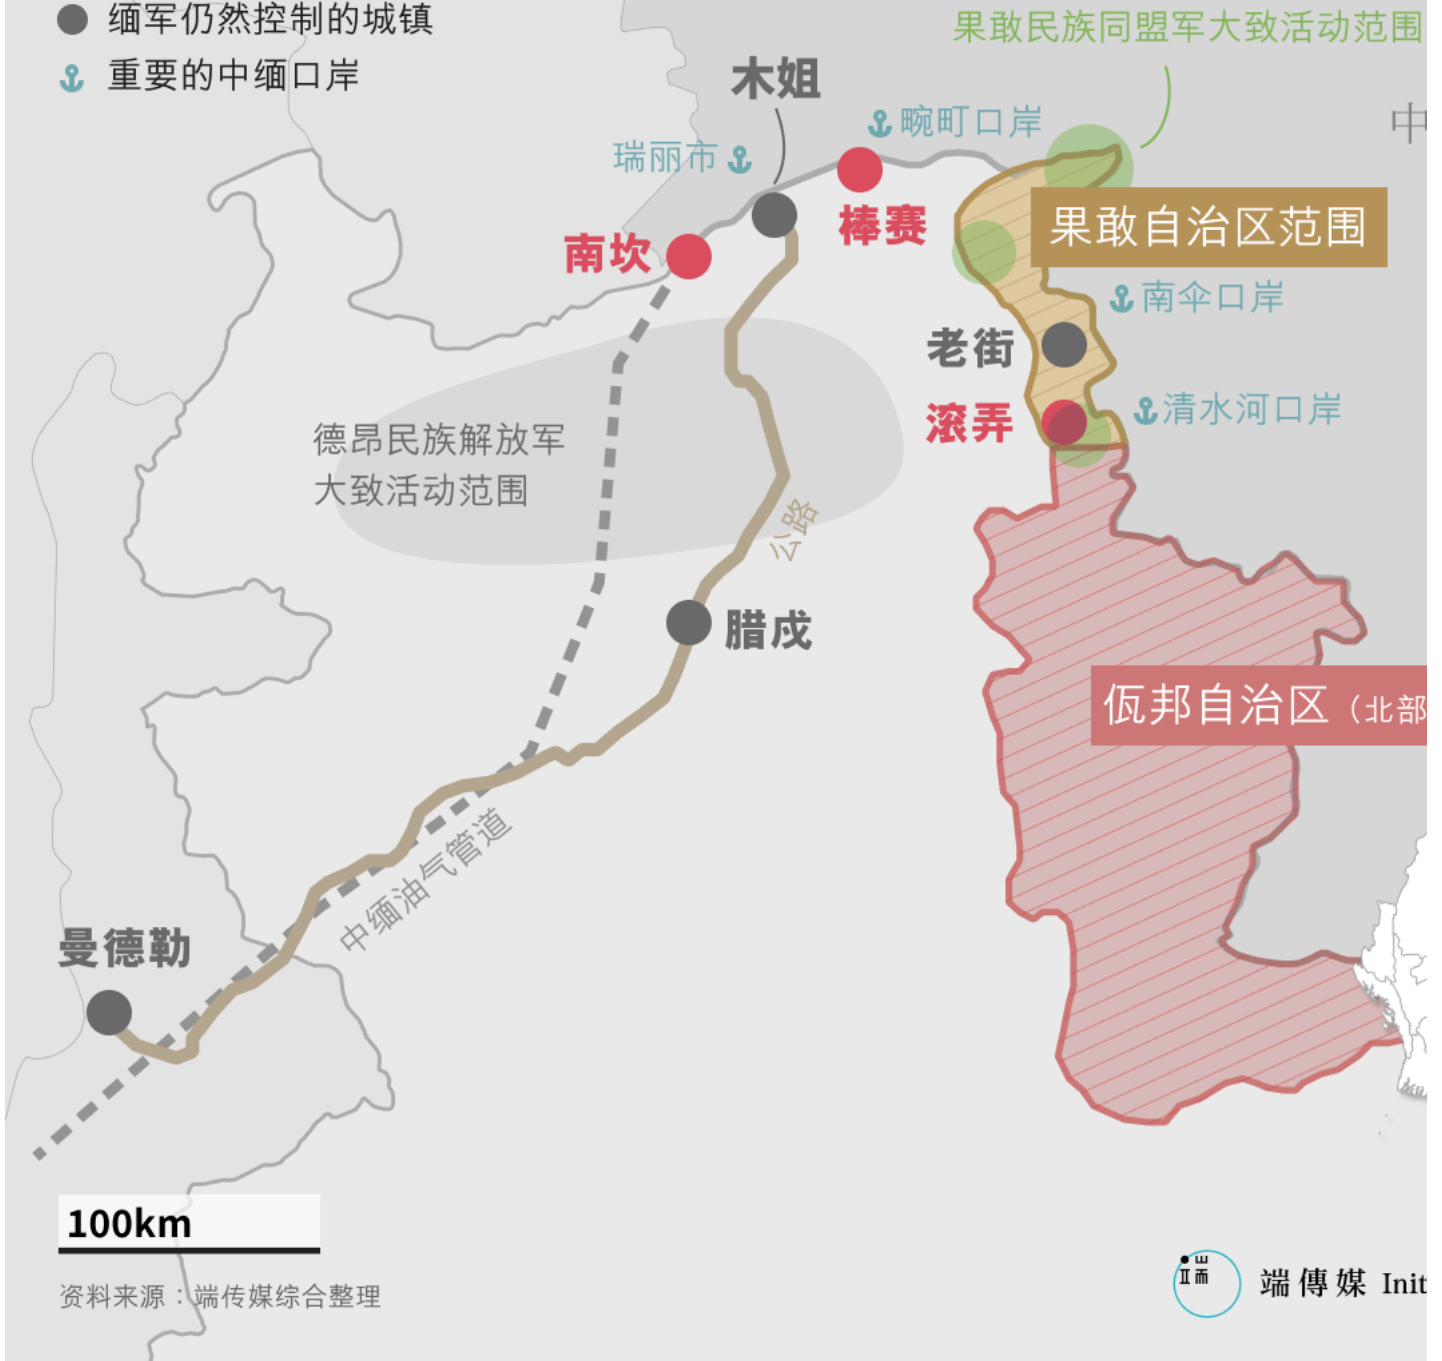 缅军仍然控制的城镇
重要的中缅口岸
果敢民族同盟军大致活动范围
中
木姐
畹町口岸
瑞丽市
棒赛
南坎
果敢自治区范围
南伞口岸
老街
清水河口岸
滚弄
德昂民族解放军
大致活动范围
公路
腊戍
佤邦自治区（北部
中缅油气管道
曼德勒
100km
资料来源：端传媒综合整理
端傳媒 Init